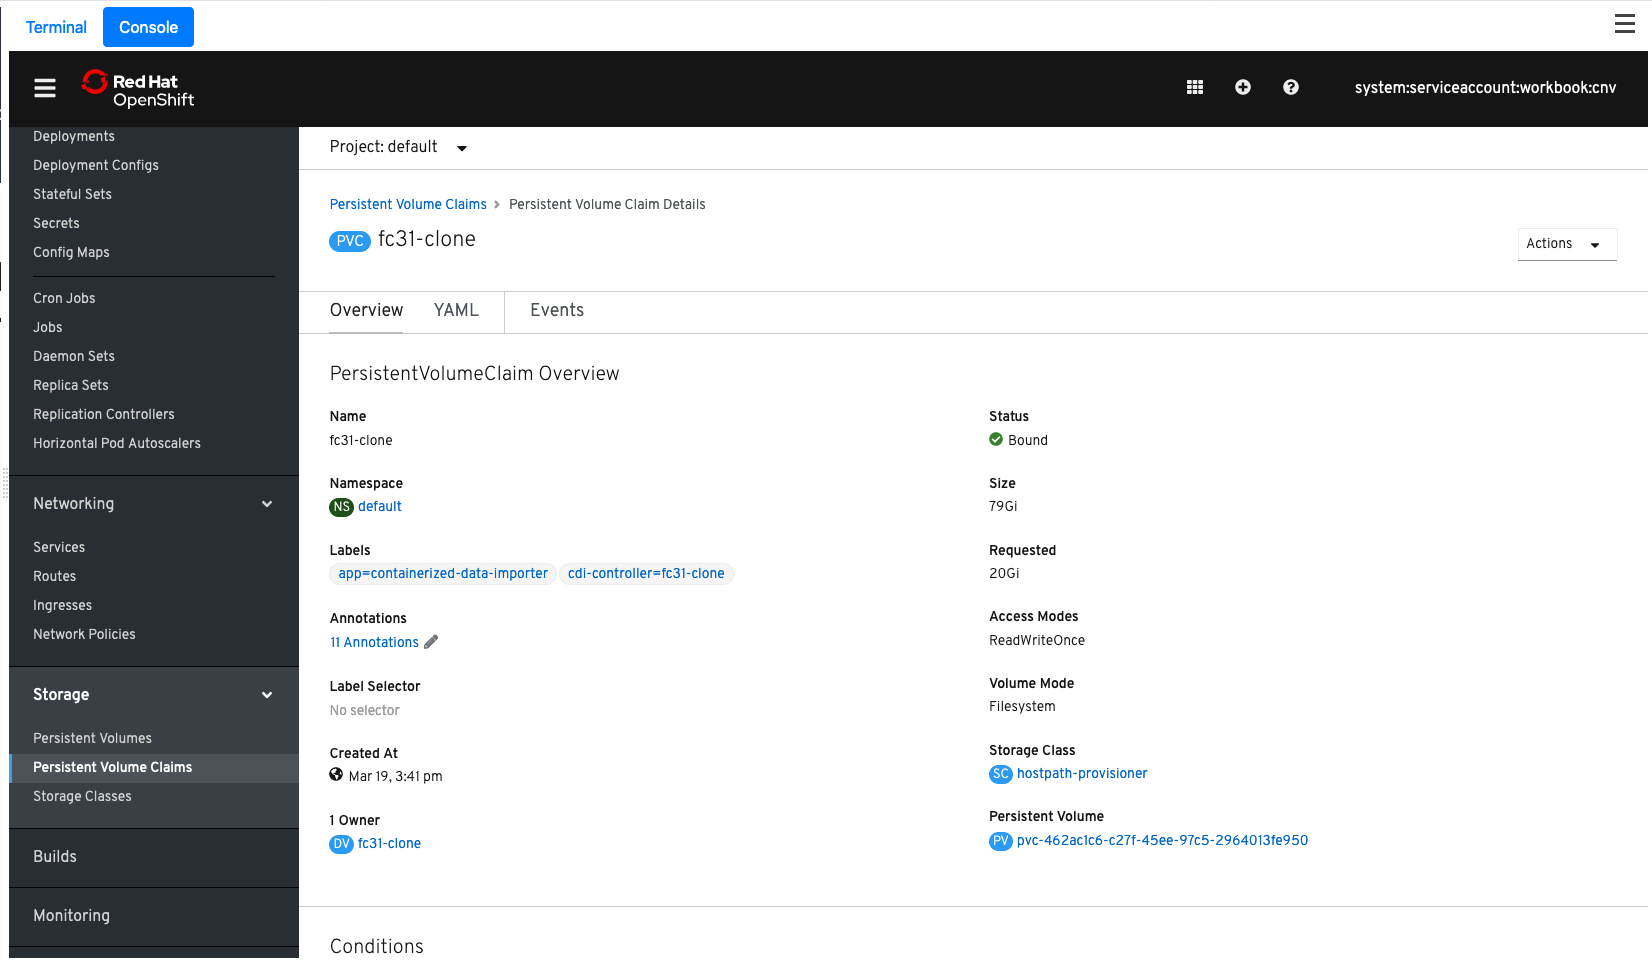 Terminal
Console
Red Hat
OpenShift
system:serviceaccount:workbook:cnv
Deployments
Deployment Configs
Stateful Sets
Secrets
Config Maps
Cron Jobs
Jobs
Daemon Sets
Replica Sets
Replication Controllers
Horizontal Pod Autoscalers
Networking
Services
Routes
Ingresses
Network Policies
Storage
Persistent Volumes
Persistent Volume Claims
Storage Classes
Builds
Monitoring
Project: default
Persistent Volume Claims > Persistent Volume Claim Details
PVC fc31-clone
Actions
Overview
YAML
Events
PersistentVolumeClaim Overview
Name
fc31-clone
Namespace
NS default
Labels
app=containerized-data-importer cdi-controller=fc31-clone
Annotations
11 Annotations
Label Selector
No selector
Created At
Mar 19, 3:41 pm
1 Owner
DV fc31-clone
Status
Bound
Size
79Gi
Requested
20Gi
Access Modes
ReadWriteOnce
Volume Mode
Filesystem
Storage Class
SC hostpath-provisioner
Persistent Volume
PV pvc-462ac1c6-c27f-45ee-97c5-2964013fe950
Conditions